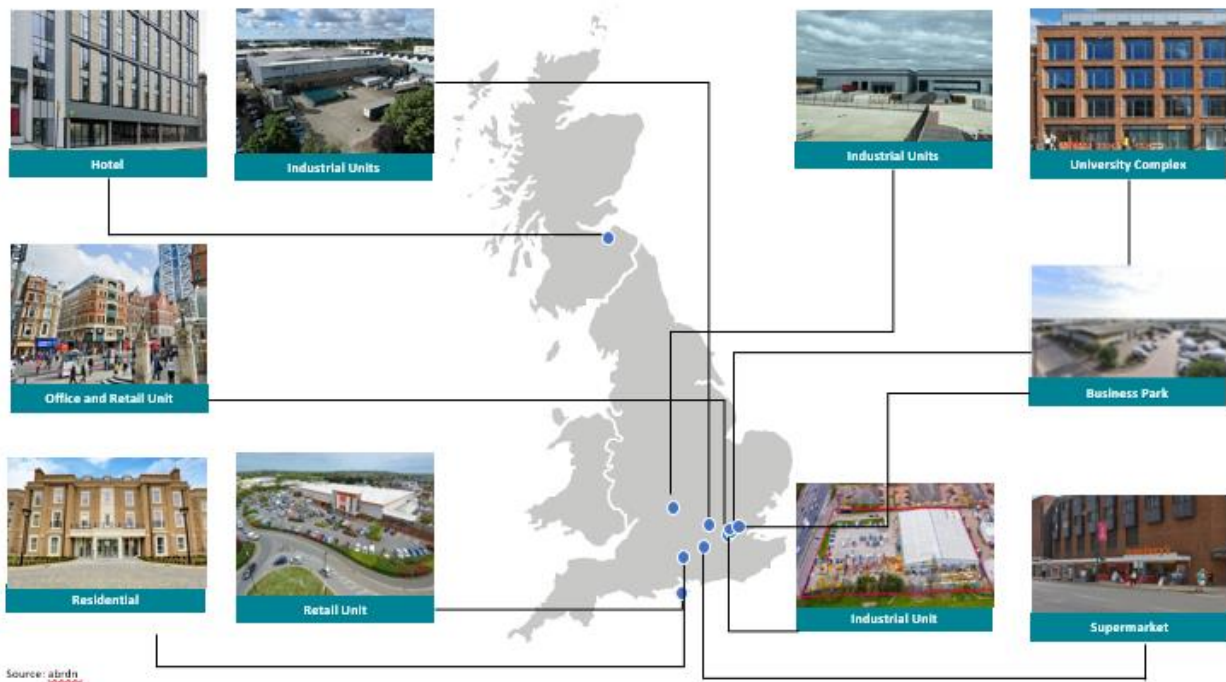 Hotel
Industrial Units
Industrial Units
University Complex
Office and Retail Unit
Business Park
Residential
Retail Unit
Industrial Unit
Supermarket
Source: abrdn